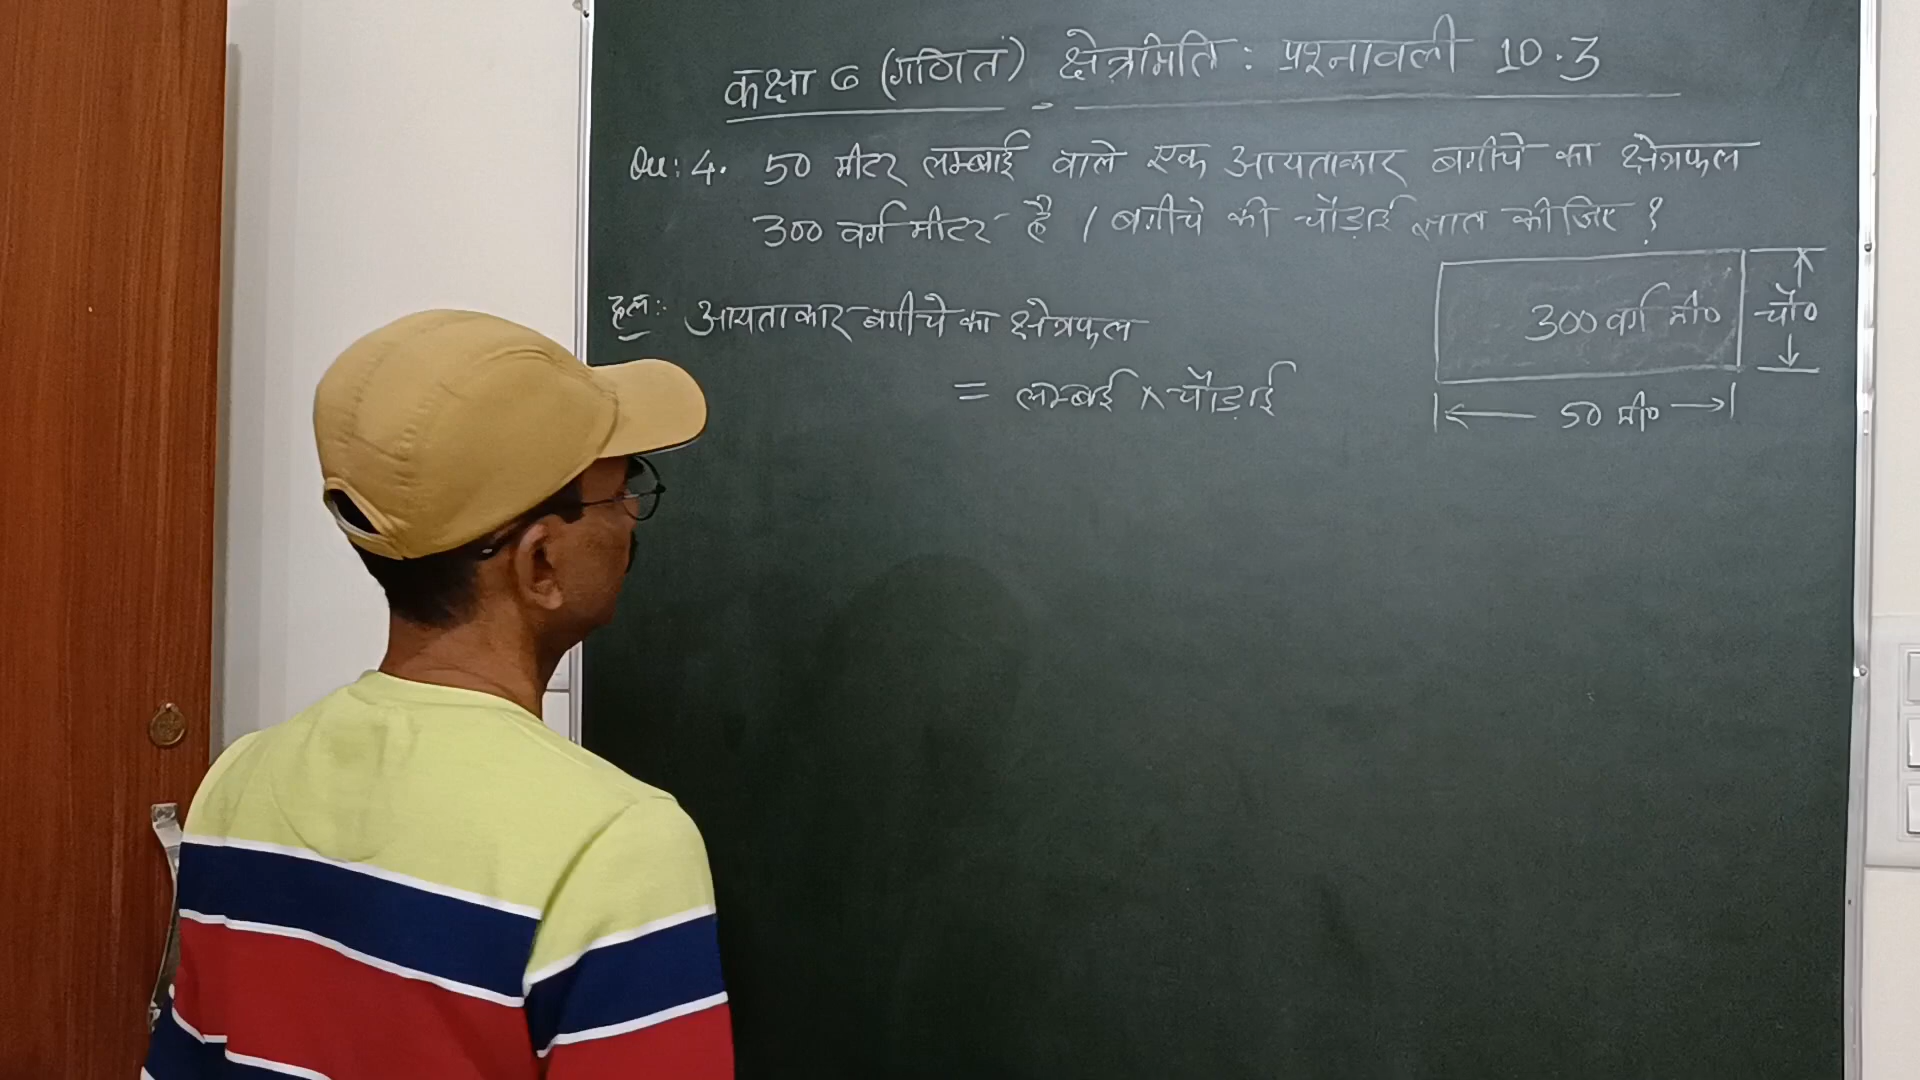 कक्षा 6 (गणित) क्षेत्रमिति : प्रश्नावली 10.3
Qu: 4. 50 मीटर लम्बाई वाले एक आयताकार बगीचे का क्षेत्रफल
300 वर्ग मीटर है / बगीचे की चौड़ाई ज्ञात कीजिए ?
हल: आयताकार बगीचे का क्षेत्रफल
= लम्बाई × चौड़ाई
300 वर्ग मी०
चौ०
50 मी०